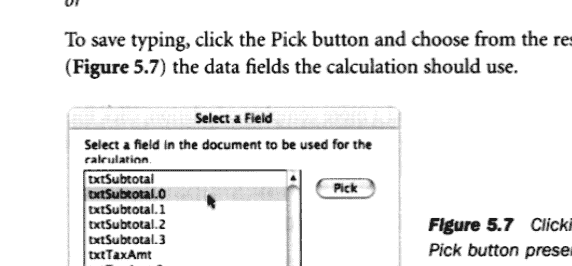 or
To save typing, click the Pick button and choose from the res
(Figure 5.7) the data fields the calculation should use.
Select a Field
Select a field in the document to be used for the
calculation.
txtSubtotal
txtSubtotal.0
Pick
txtSubtotal.1
txtSubtotal.2
txtSubtotal.3
txtTaxAmt
Figure 5.7 Clicki
Pick button presen